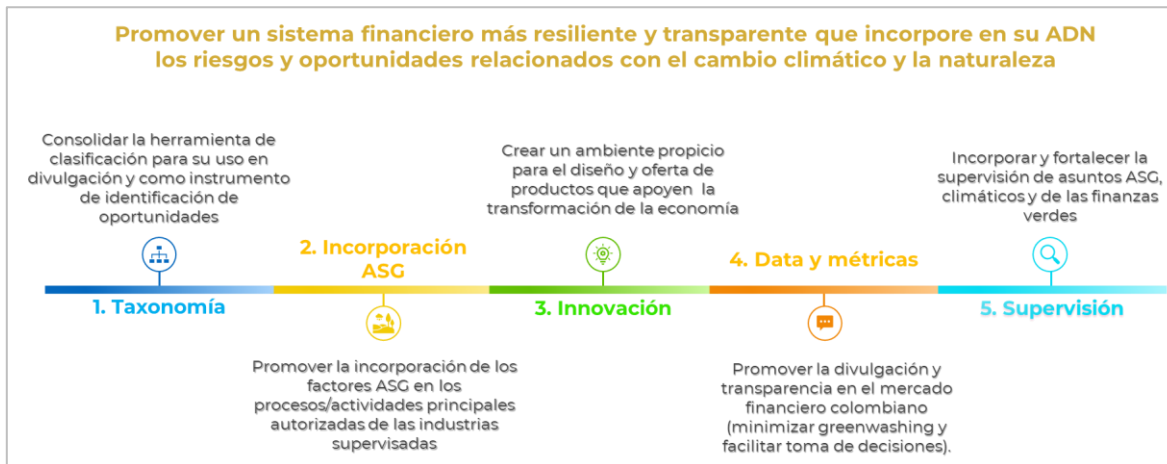 Promover un sistema financiero más resiliente y transparente que incorpore en su ADN
los riesgos y oportunidades relacionados con el cambio climático y la naturaleza
Consolidar la herramienta de
clasificación para su uso en
divulgación y como instrumento
de identificación de
oportunidades
1. Taxonomía
2. Incorporación
ASG
Promover la incorporación de los
factores ASG en los
procesos/actividades principales
autorizadas de las industrias
supervisadas
Crear un ambiente propicio
para el diseño y oferta de
productos que apoyen la
transformación de la economía
3. Innovación
4. Data y métricas
Promover la divulgación y
transparencia en el mercado
financiero colombiano
(minimizar greenwashing y
facilitar toma de decisiones).
Incorporar y fortalecer la
supervisión de asuntos ASG,
climáticos y de las finanzas
verdes
5. Supervisión